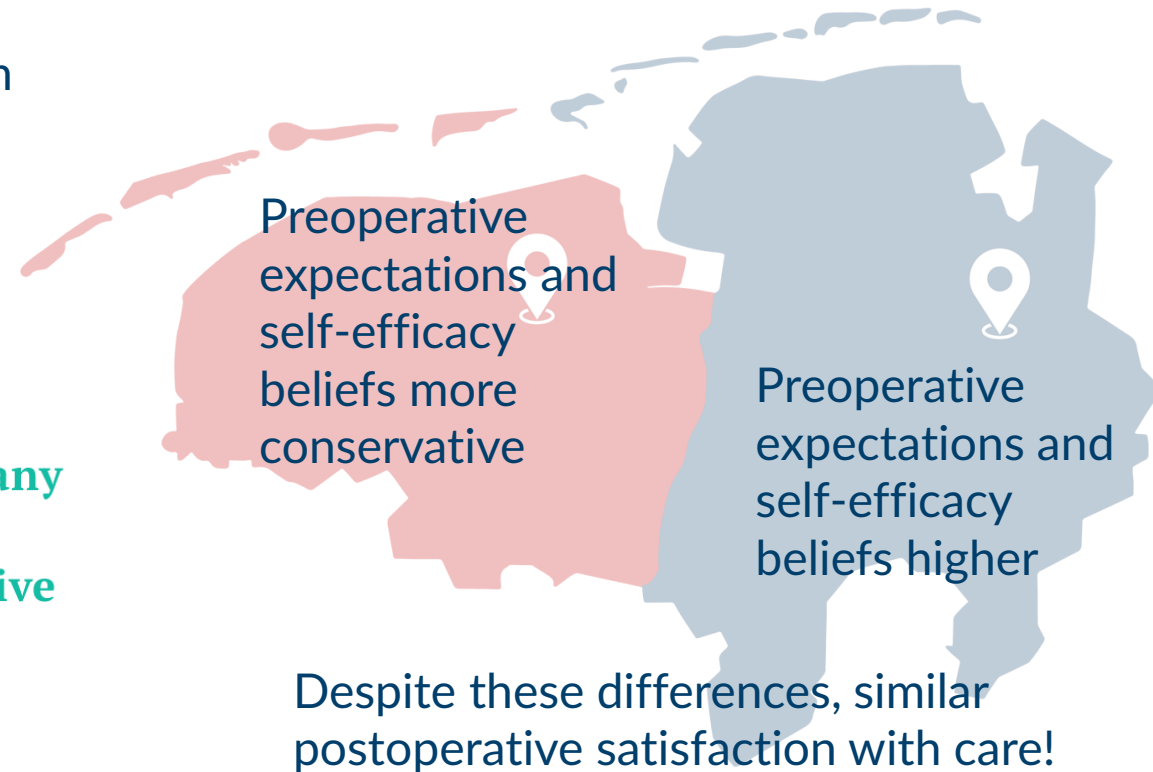 Preoperative
expectations and
self-efficacy
beliefs more
conservative
Preoperative
expectations and
self-efficacy
beliefs higher
Despite these differences, similar
postoperative satisfaction with care!